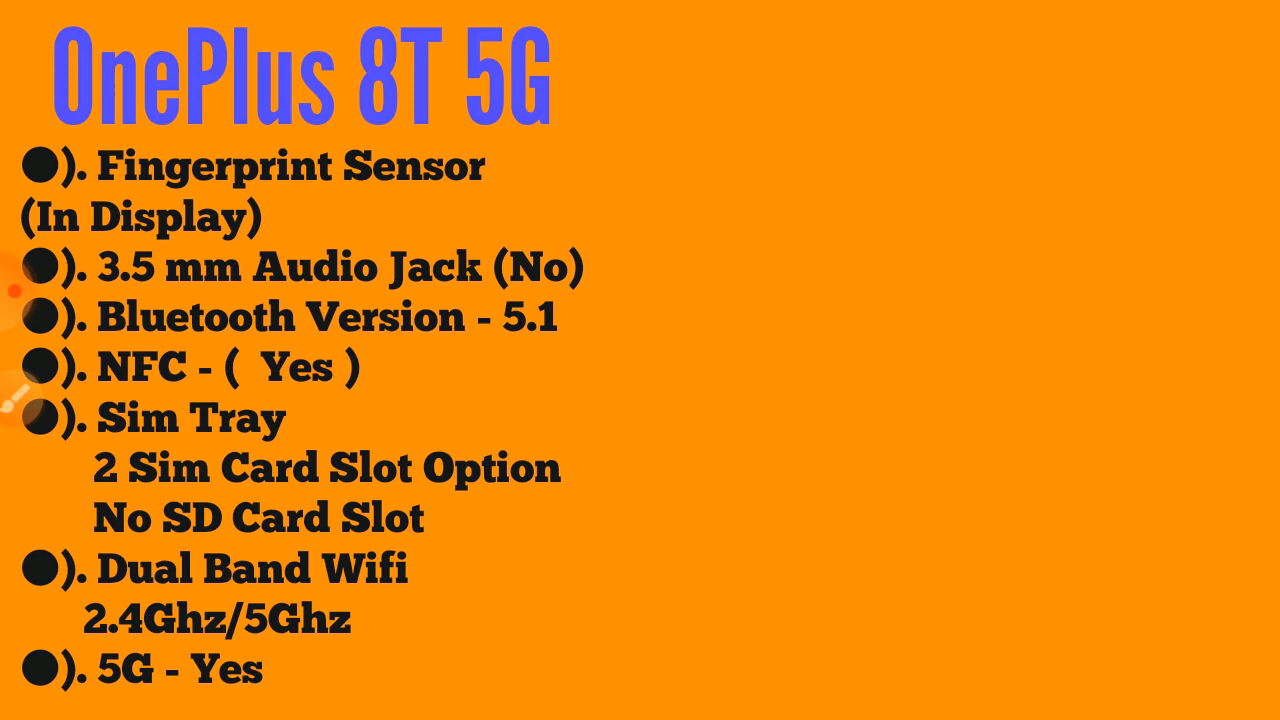 OnePlus 8T 5G
●). Fingerprint Sensor
(In Display)
●). 3.5 mm Audio Jack (No)
●). Bluetooth Version - 5.1
●). NFC - (  Yes )
●). Sim Tray
2 Sim Card Slot Option
No SD Card Slot
●). Dual Band Wifi
2.4Ghz/5Ghz
●). 5G - Yes